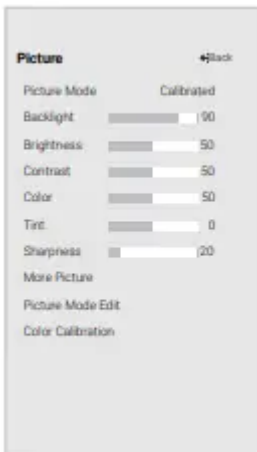 Picture Back
Picture Mode Calibrated
Backlight 90
Brightness 50
Contrast 50
Color 50
Tint 0
Sharpness 20
More Picture
Picture Mode Edit
Color Calibration